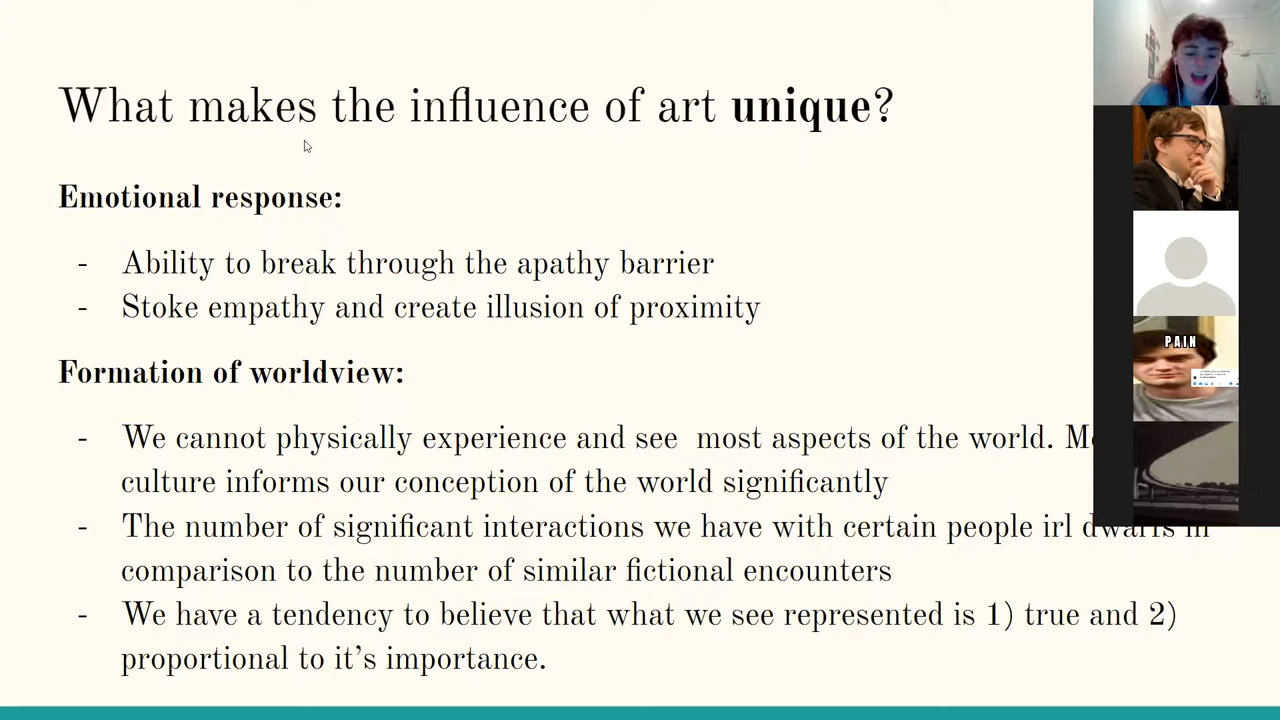 What makes the influence of art unique?
Emotional response:
- Ability to break through the apathy barrier
- Stoke empathy and create illusion of proximity
Formation of worldview:
- We cannot physically experience and see most aspects of the world.
culture informs our conception of the world significantly
- The number of significant interactions we have with certain people irl dwarfs in
comparison to the number of similar fictional encounters
- We have a tendency to believe that what we see represented is 1) true and 2)
proportional to it's importance.
PAIN